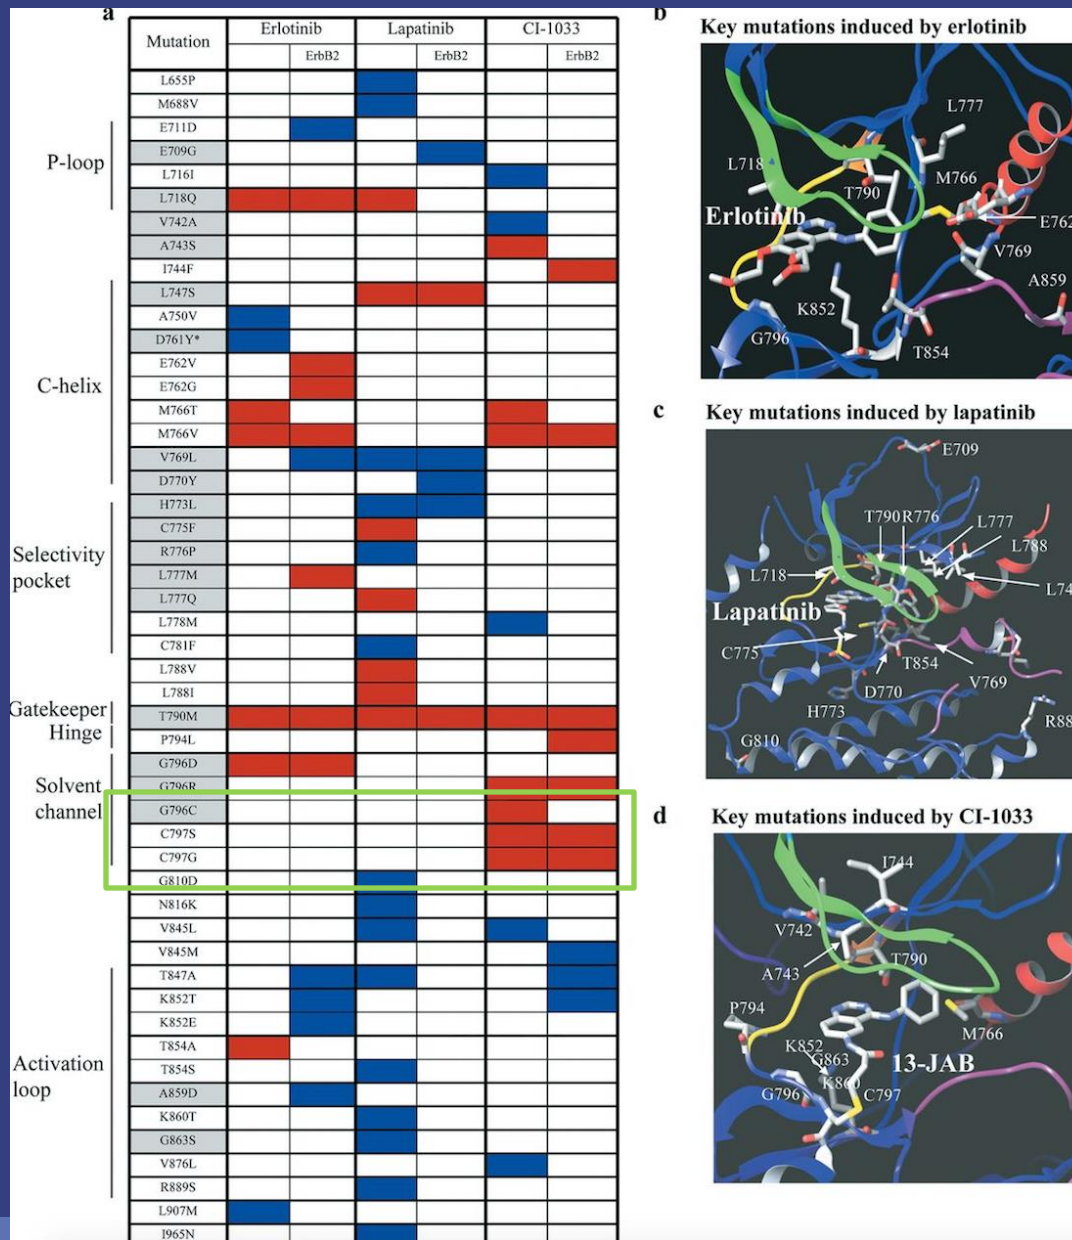 a
Mutation Erlotinib Lapatinib CI-1033
ErbB2 ErbB2 ErbB2
L655P
M688V
E711D
P-loop
E709G
L716I
L718Q
V742A
A743S
I744F
L747S
A750V
D761Y*
E762V
C-helix
E762G
M766T
M766V
V769L
D770Y
H773L
C775F
Selectivity
pocket
R776P
L777M
L777Q
L778M
C781F
L788V
L788I
Gatekeeper
T790M
Hinge
P794L
G796D
Solvent
channel
G796R
G796C
C797S
C797G
G810D
N816K
V845L
V845M
T847A
K852T
K852E
T854A
Activation
loop
T854S
A859D
K860T
G863S
V876L
R889S
L907M
I965N
b
Key mutations induced by erlotinib
L777
L718
M766
T790
Erlotinib
E762
V769
A859
K852
G796
T854
c
Key mutations induced by lapatinib
E709
T790 R776
L777
L788
L718
L74
Lapatinib
C775
T854
V769
D770
H773
R88
G810
d
Key mutations induced by CI-1033
I744
V742
T790
A743
P794
M766
K852
G863
13-JAB
K860
G796
C797